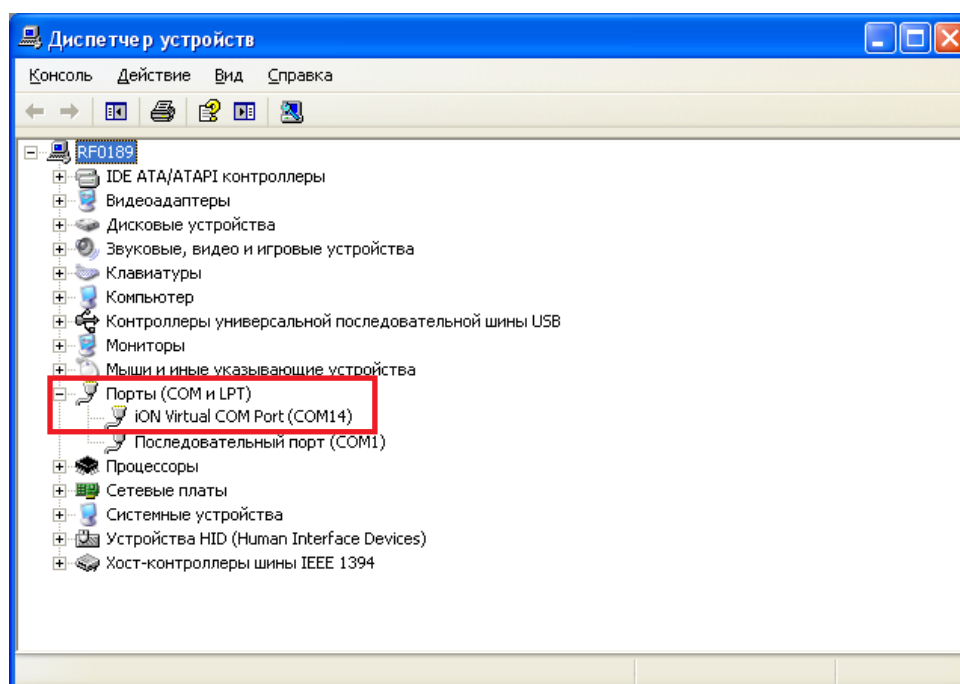 Диспетчер устройств
Консоль Действие Вид Справка
RF0189
IDE ATA/ATAPI контроллеры
Видеоадаптеры
Дисковые устройства
Звуковые, видео и игровые устройства
Клавиатуры
Компьютер
Контроллеры универсальной последовательной шины USB
Мониторы
Мыши и иные указывающие устройства
Порты (COM и LPT)
iON Virtual COM Port (COM14)
Последовательный порт (COM1)
Процессоры
Сетевые платы
Системные устройства
Устройства HID (Human Interface Devices)
Хост-контроллеры шины IEEE 1394